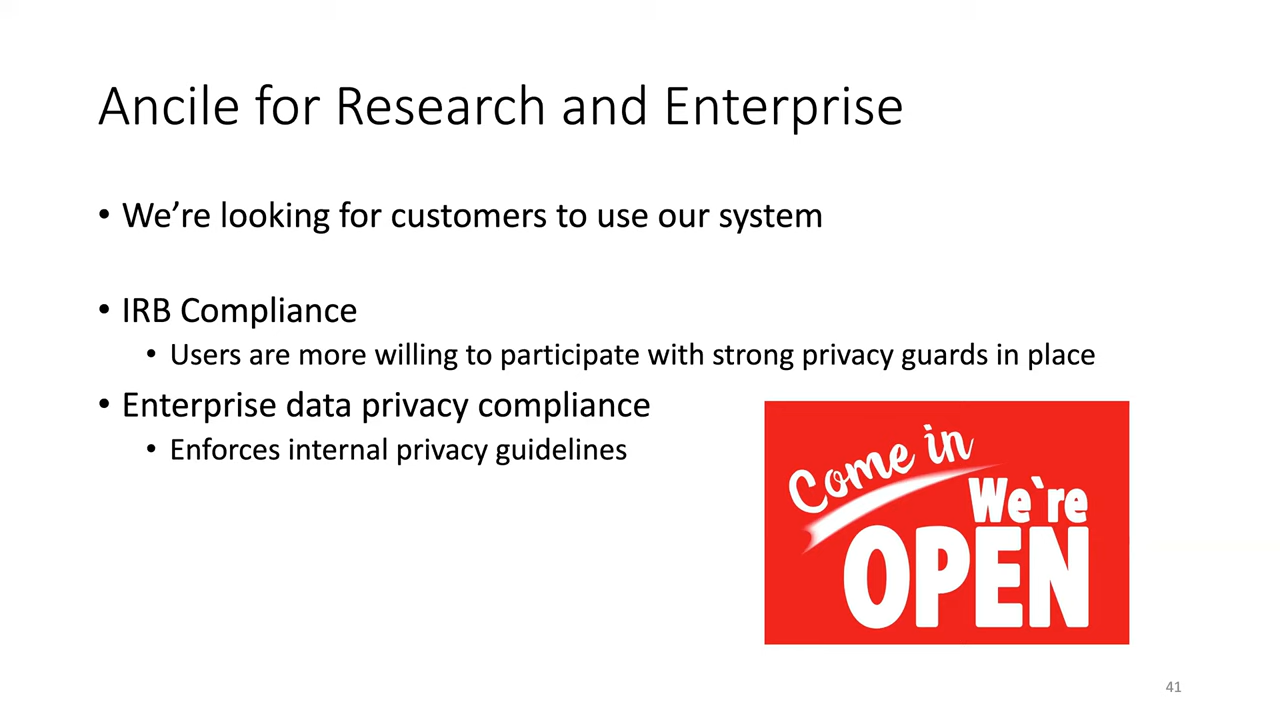 Ancile for Research and Enterprise
• We’re looking for customers to use our system
• IRB Compliance
• Users are more willing to participate with strong privacy guards in place
• Enterprise data privacy compliance
• Enforces internal privacy guidelines
Come in
We`re
OPEN
41